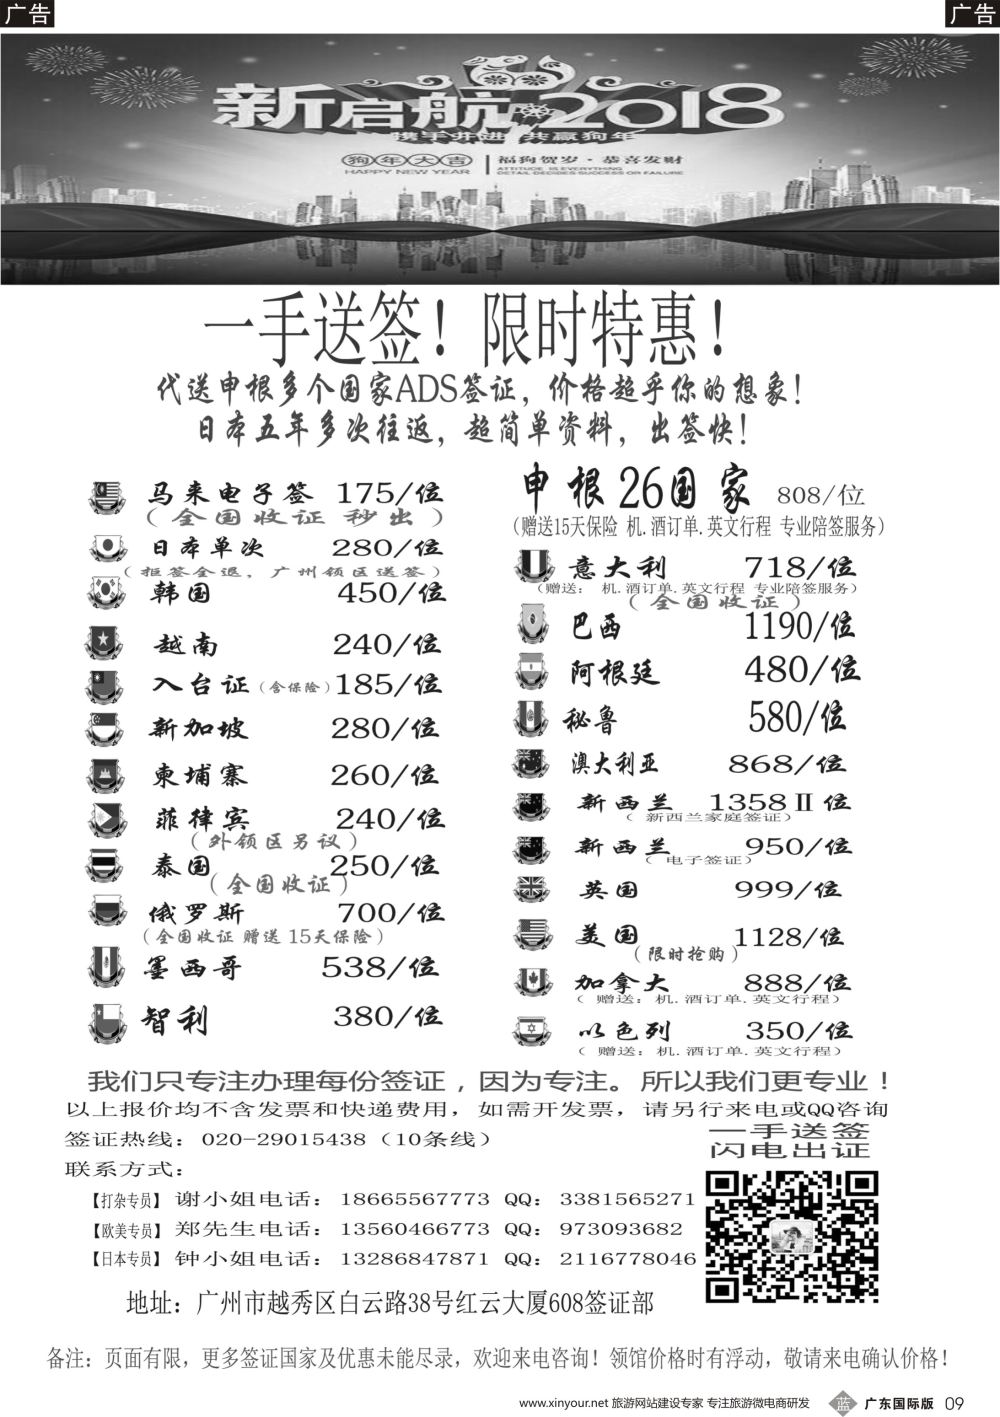 广告
广告
新启航 2018
携手并进 共赢狗年
狗年大吉
HAPPY NEW YEAR
福狗贺岁·恭喜发财
ATTITUDE IS EVERYTHING
DETAIL DECIDES SUCCESS OR FAILURE
一手送签！限时特惠！
代送申根多个国家ADS签证，价格超乎你的想象！
日本五年多次往返，超简单资料，出签快！
马来电子签 175/位
（全国收证 秒出）
日本单次 280/位
（拒签全退，广州领区送签）
韩国 450/位
越南 240/位
入台证（含保险）185/位
新加坡 280/位
柬埔寨 260/位
菲律宾 240/位
（外领区另议）
泰国 250/位
（全国收证）
俄罗斯 700/位
（全国收证 赠送 15天保险）
墨西哥 538/位
智利 380/位
申根26国家 808/位
（赠送15天保险 机.酒订单.英文行程 专业陪签服务）
意大利 718/位
（赠送： 机.酒订单.英文行程 专业陪签服务）
（全国收证）
巴西 1190/位
阿根廷 480/位
秘鲁 580/位
澳大利亚 868/位
新西兰 1358Ⅱ位
（新西兰家庭签证）
新西兰 950/位
（电子签证）
英国 999/位
美国 1128/位
（限时抢购）
加拿大 888/位
（ 赠送：机.酒订单.英文行程）
以色列 350/位
（ 赠送：机.酒订单.英文行程）
我们只专注办理每份签证，因为专注。所以我们更专业！
以上报价均不含发票和快递费用，如需开发票，请另行来电或QQ咨询
签证热线：020-29015438（10条线）
一手送签
闪电出证
联系方式：
【打杂专员】谢小姐电话：18665567773 QQ：3381565271
【欧美专员】郑先生电话：13560466773 QQ：973093682
【日本专员】钟小姐电话：13286847871 QQ：2116778046
地址：广州市越秀区白云路38号红云大厦608签证部
备注：页面有限，更多签证国家及优惠未能尽录，欢迎来电咨询！领馆价格时有浮动，敬请来电确认价格！
www.xinyour.net 旅游网站建设专家 专注旅游微电商研发 蓝 广东国际版 09